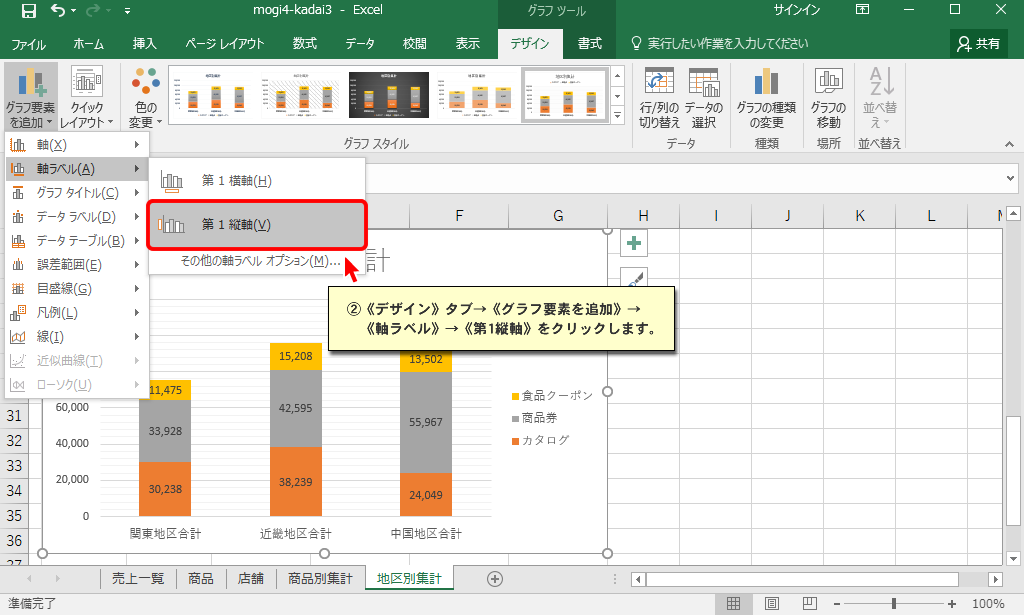 mogi4-kadai3 - Excel
グラフ ツール
サインイン
ファイル ホーム 挿入 ページ レイアウト 数式 データ 校閲 表示 デザイン 書式 実行したい作業を入力してください 共有
グラフ要素を追加
クイック レイアウト
色の変更
グラフ スタイル
行/列の切り替え
データの選択
データ
グラフの種類の変更
種類
グラフの移動
場所
並べ替え
並べ替え
軸(X)
軸ラベル(A)
グラフ タイトル(C)
データ ラベル(D)
データ テーブル(B)
誤差範囲(E)
目盛線(G)
凡例(L)
線(I)
近似曲線(T)
ローソク(U)
第 1 横軸(H)
第 1 縦軸(V)
その他の軸ラベル オプション(M)...
F G H I J K L M
計
②《デザイン》タブ→《グラフ要素を追加》→
《軸ラベル》→《第1縦軸》をクリックします。
31
32
33
34
35
36
37
60,000
40,000
20,000
0
11,475
33,928
30,238
15,208
42,595
38,239
13,502
55,967
24,049
関東地区合計 近畿地区合計 中国地区合計
食品クーポン
商品券
カタログ
売上一覧 商品 店舗 商品別集計 地区別集計
準備完了
100%